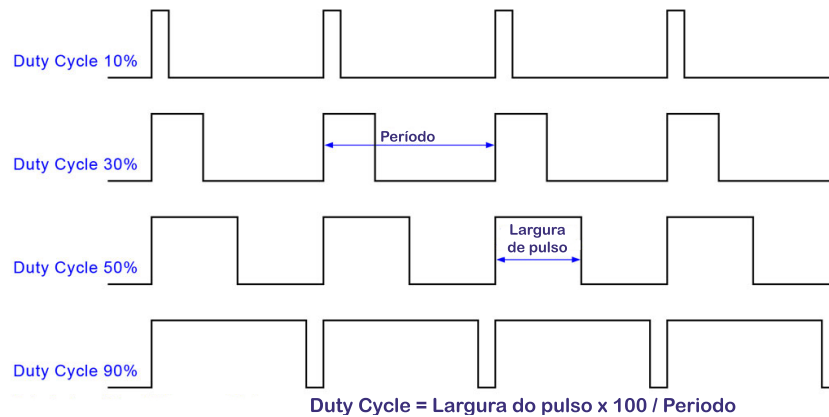 Duty Cycle 10%
Período
Duty Cycle 30%
Largura
de pulso
Duty Cycle 50%
Duty Cycle 90%
Duty Cycle = Largura do pulso x 100 / Periodo